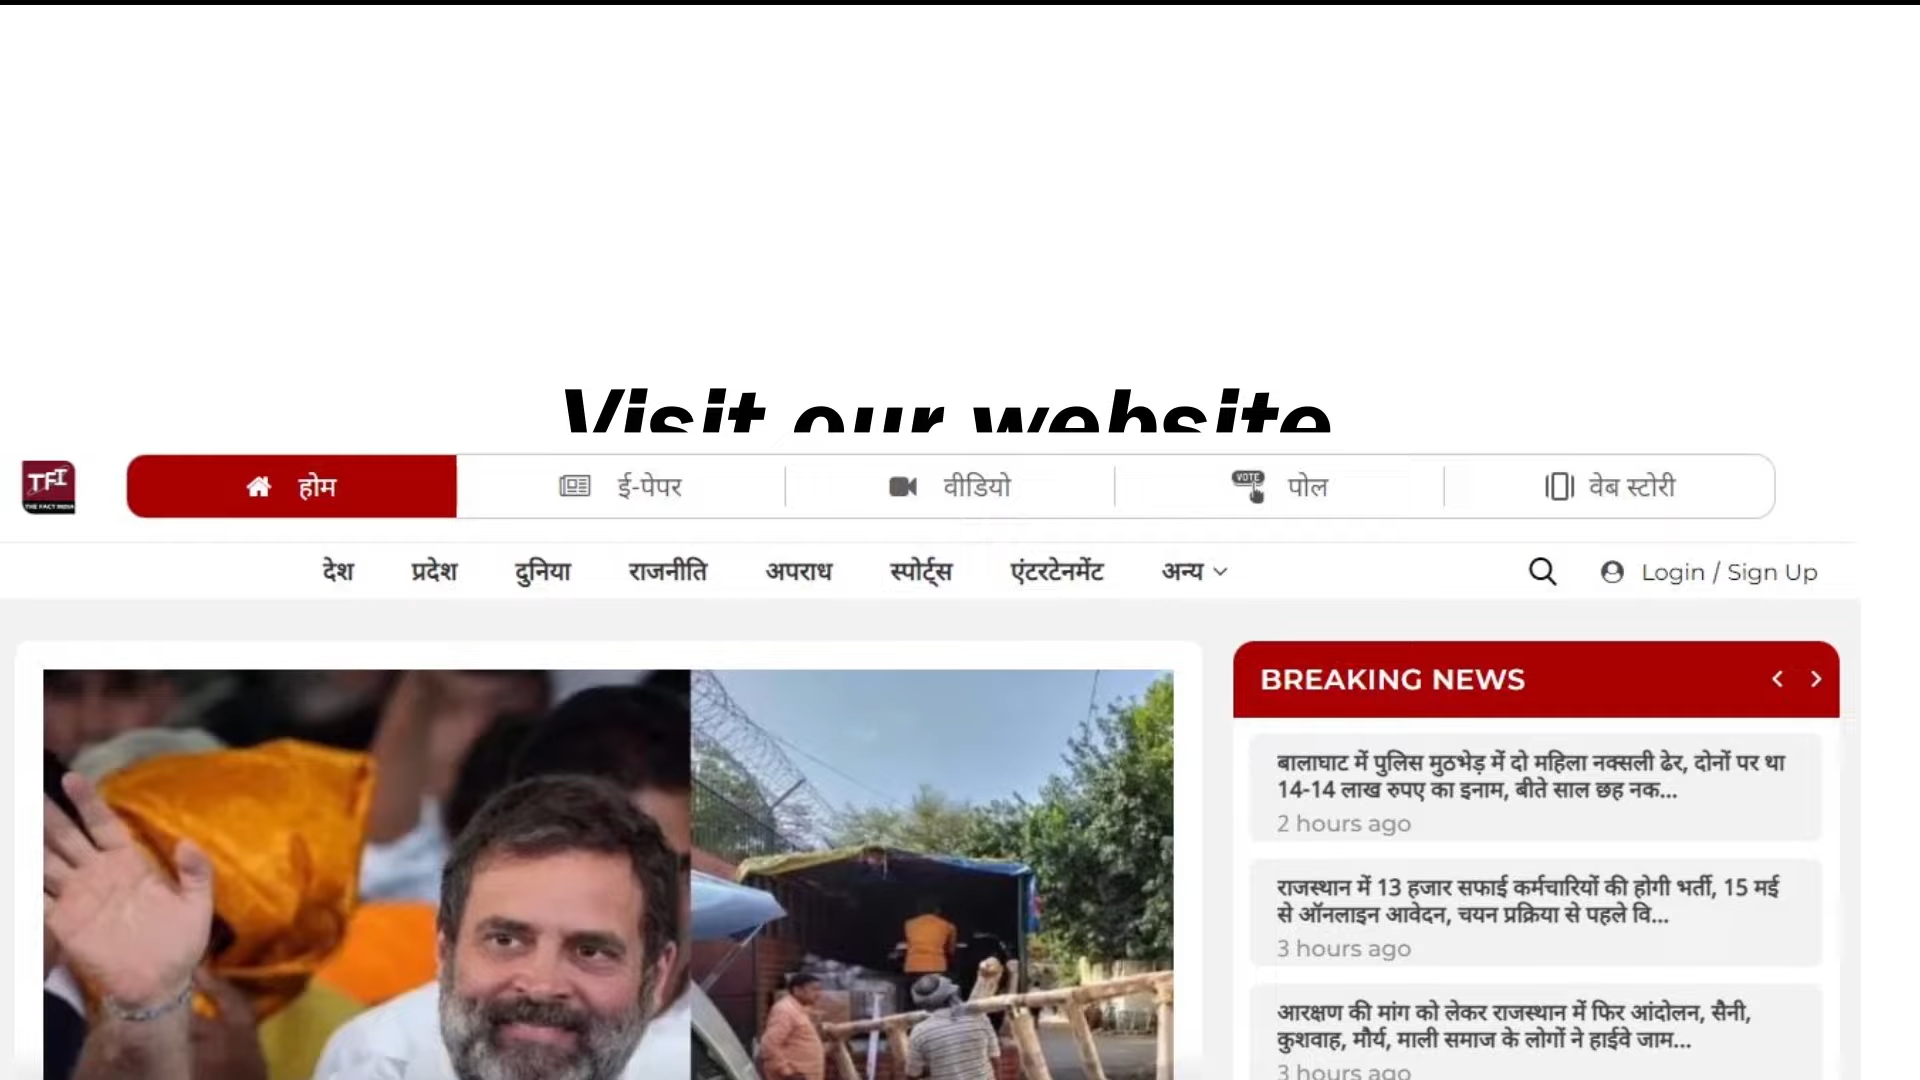 Visit our website
TFI
THE FACT INDIA
होम
ई-पेपर
वीडियो
VOTE
पोल
वेब स्टोरी
देश
प्रदेश
दुनिया
राजनीति
अपराध
स्पोर्ट्स
एंटरटेनमेंट
अन्य
Login / Sign Up
BREAKING NEWS
बालाघाट में पुलिस मुठभेड़ में दो महिला नक्सली ढेर, दोनों पर था
14-14 लाख रुपए का इनाम, बीते साल छह नक...
2 hours ago
राजस्थान में 13 हजार सफाई कर्मचारियों की होगी भर्ती, 15 मई
से ऑनलाइन आवेदन, चयन प्रक्रिया से पहले वि...
3 hours ago
आरक्षण की मांग को लेकर राजस्थान में फिर आंदोलन, सैनी,
कुशवाह, मौर्य, माली समाज के लोगों ने हाईवे जाम...
3 hours ago